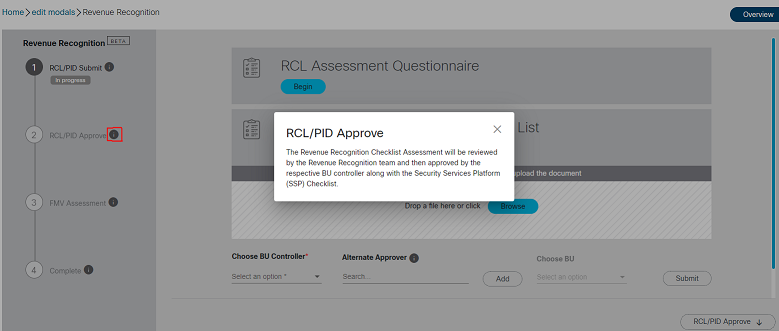 Home > edit modals > Revenue Recognition
Overview
Revenue Recognition BETA
1 RCL/PID Submit
In progress
2 RCL/PID Approve
3 FMV Assessment
4 Complete
RCL Assessment Questionnaire
Begin
List
upload the document
RCL/PID Approve
The Revenue Recognition Checklist Assessment will be reviewed
by the Revenue Recognition team and then approved by the
respective BU controller along with the Security Services Platform
(SSP) Checklist.
Drop a file here or click Browse
Choose BU Controller*
Select an option *
Alternate Approver
Search...
Add
Choose BU
Select an option
Submit
RCL/PID Approve ↓